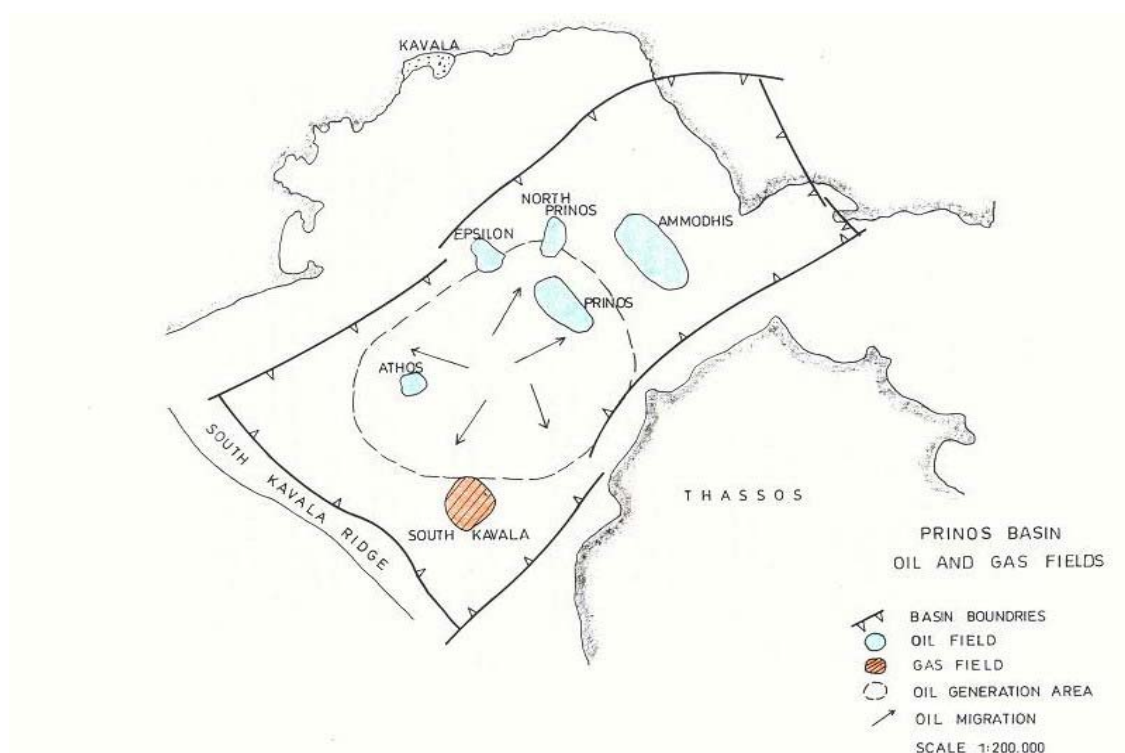 KAVALA
NORTH
PRINOS
EPSILON
AMMODHIS
PRINOS
ATHOS
SOUTH KAVALA RIDGE
SOUTH KAVALA
THASSOS
PRINOS BASIN
OIL AND GAS FIELDS
BASIN BOUNDRIES
OIL FIELD
GAS FIELD
OIL GENERATION AREA
OIL MIGRATION
SCALE 1:200,000